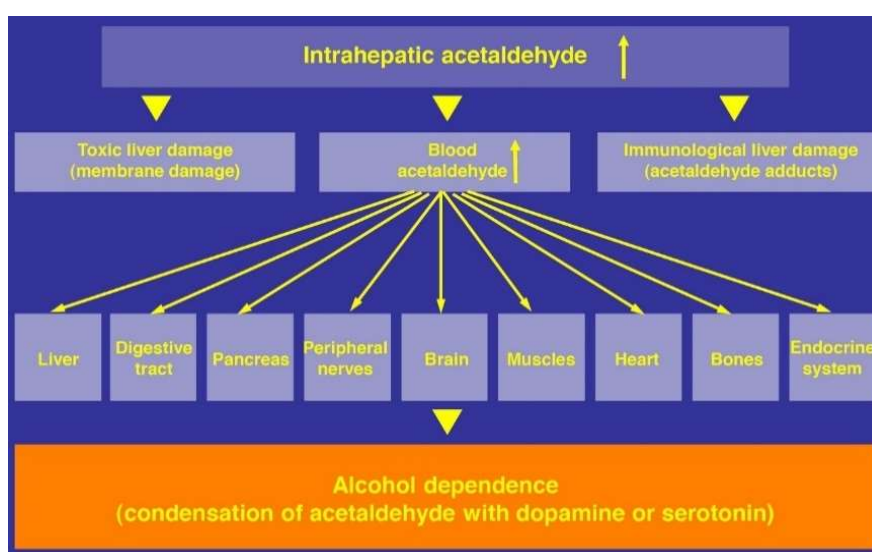 Intrahepatic acetaldehyde
Toxic liver damage
(membrane damage)
Blood
acetaldehyde
Immunological liver damage
(acetaldehyde adducts)
Liver
Digestive
tract
Pancreas
Peripheral
nerves
Brain
Muscles
Heart
Bones
Endocrine
system
Alcohol dependence
(condensation of acetaldehyde with dopamine or serotonin)